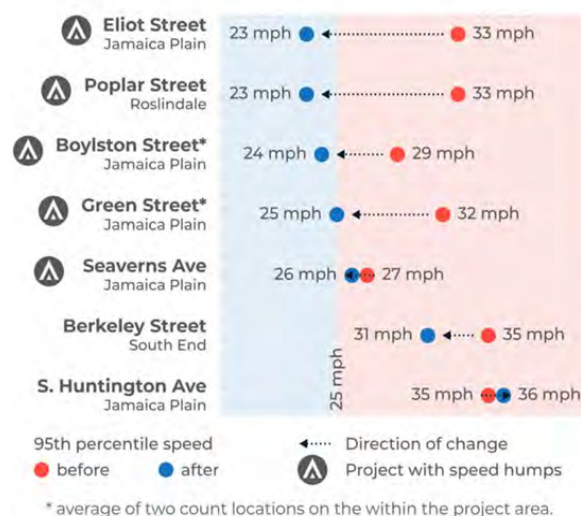 Eliot Street
Jamaica Plain
23 mph 33 mph
Poplar Street
Roslindale
23 mph 33 mph
Boylston Street*
Jamaica Plain
24 mph 29 mph
Green Street*
Jamaica Plain
25 mph 32 mph
Seaverns Ave
Jamaica Plain
26 mph 27 mph
Berkeley Street
South End
31 mph 35 mph
S. Huntington Ave
Jamaica Plain
35 mph 36 mph
25 mph
95th percentile speed
before after
Direction of change
Project with speed humps
* average of two count locations on the within the project area.